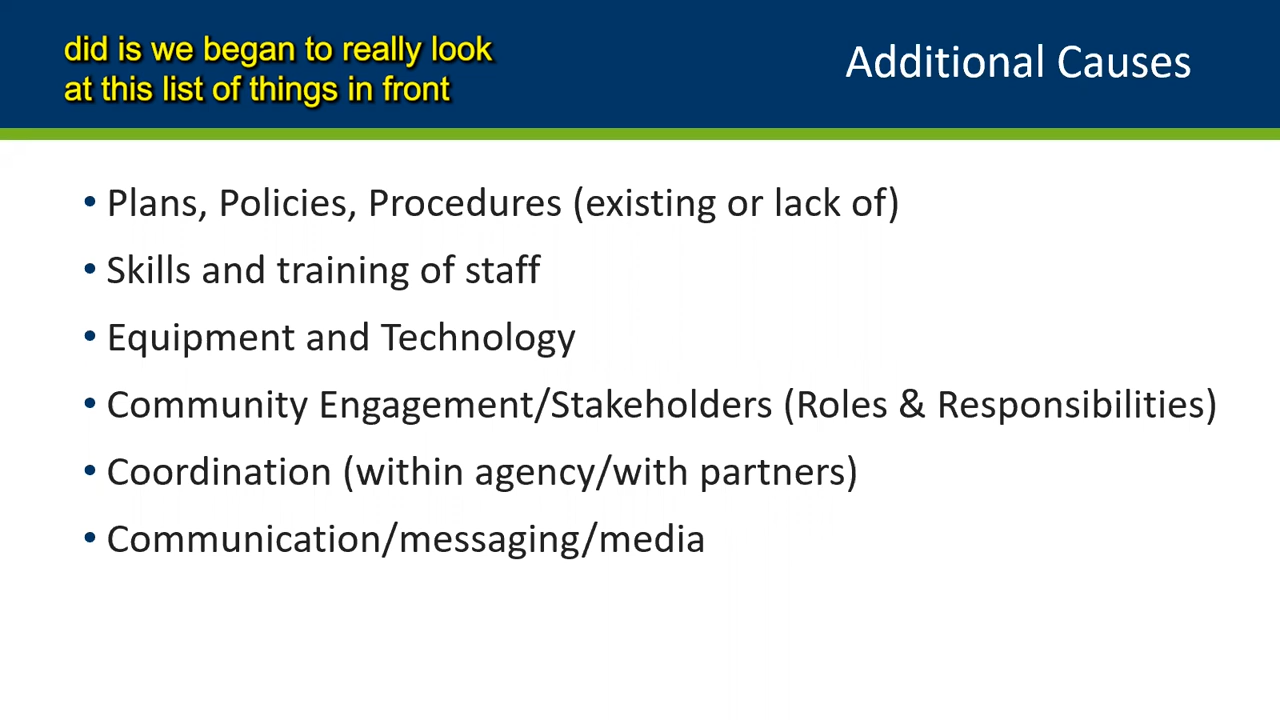 did is we began to really look
at this list of things in front
Additional Causes
• Plans, Policies, Procedures (existing or lack of)
• Skills and training of staff
• Equipment and Technology
• Community Engagement/Stakeholders (Roles & Responsibilities)
• Coordination (within agency/with partners)
• Communication/messaging/media